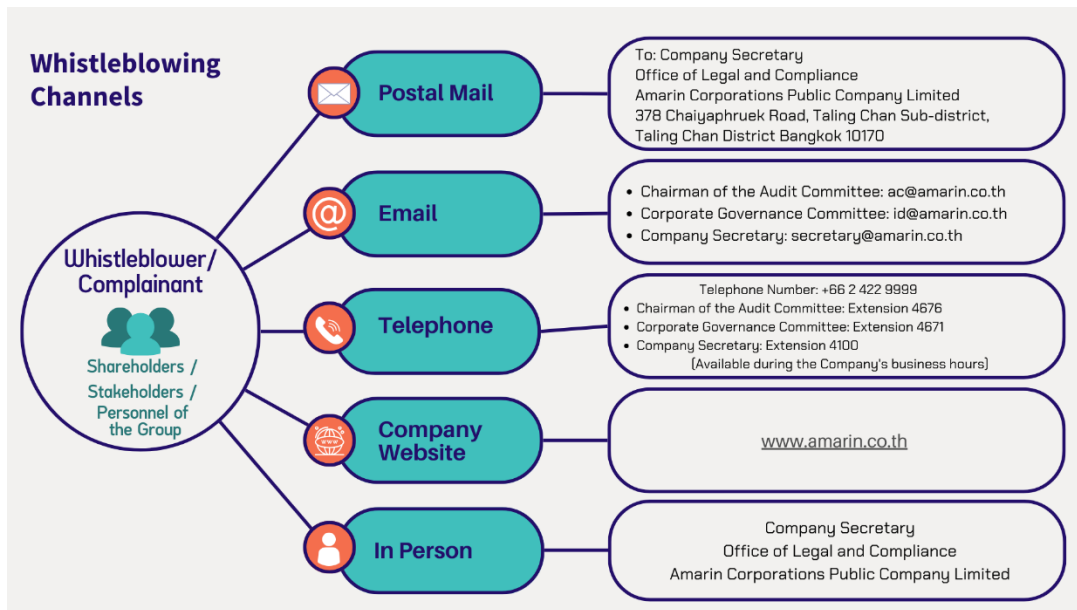 Whistleblowing
Channels
Whistleblower/
Complainant
Shareholders /
Stakeholders /
Personnel of
the Group
Postal Mail
To: Company Secretary
Office of Legal and Compliance
Amarin Corporations Public Company Limited
378 Chaiyaphruek Road, Taling Chan Sub-district,
Taling Chan District Bangkok 10170
@
Email
• Chairman of the Audit Committee: ac@amarin.co.th
• Corporate Governance Committee: id@amarin.co.th
• Company Secretary: secretary@amarin.co.th
Telephone
Telephone Number: +66 2 422 9999
• Chairman of the Audit Committee: Extension 4676
• Corporate Governance Committee: Extension 4671
• Company Secretary: Extension 4100
(Available during the Company's business hours)
www
Company
Website
www.amarin.co.th
In Person
Company Secretary
Office of Legal and Compliance
Amarin Corporations Public Company Limited